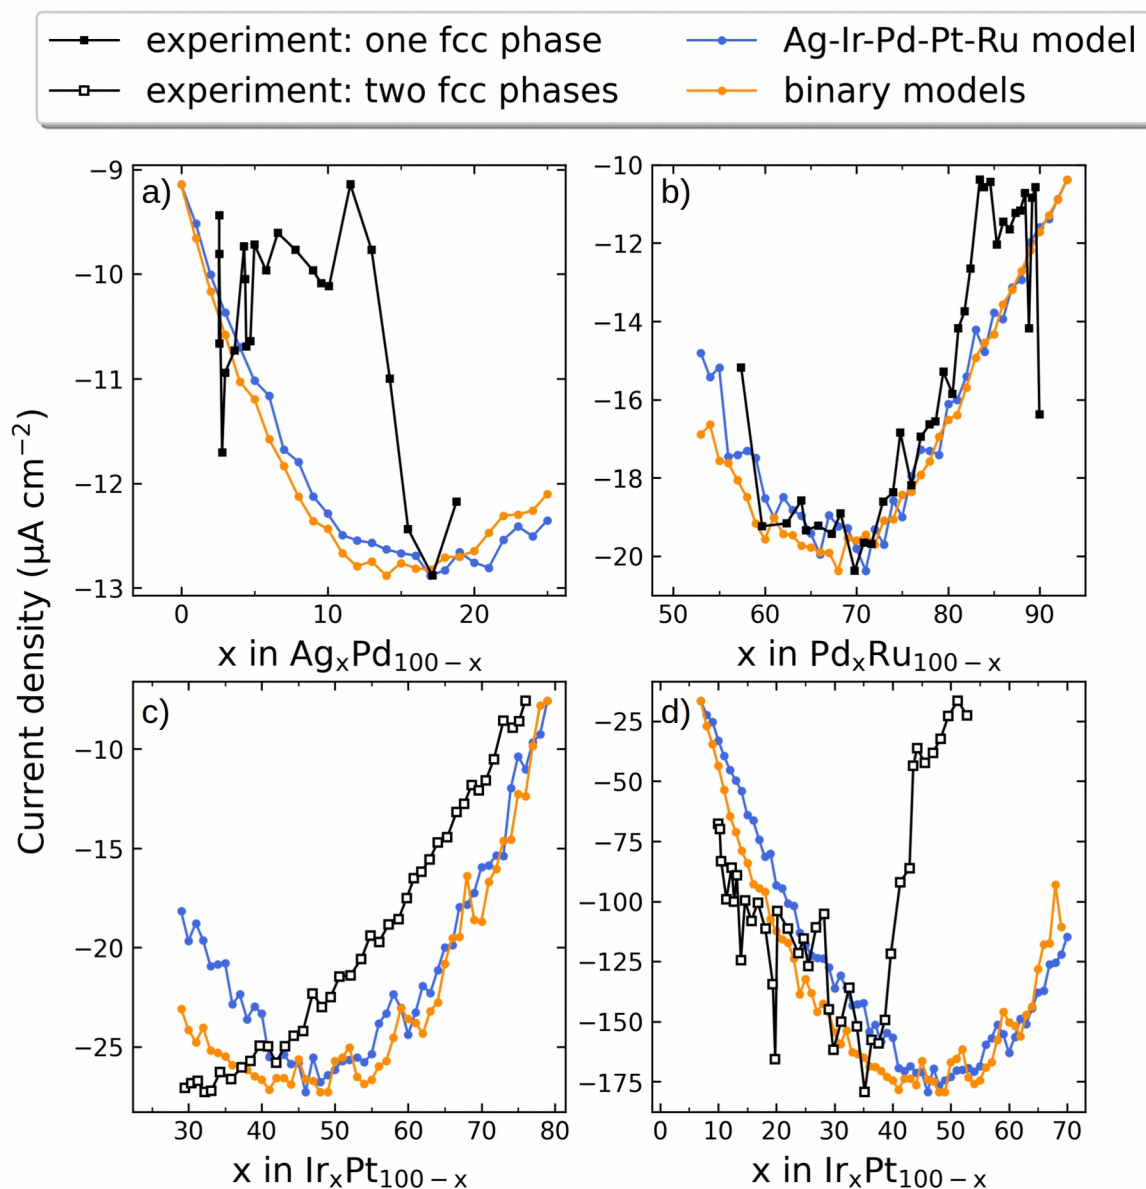 experiment: one fcc phase
experiment: two fcc phases
Ag-Ir-Pd-Pt-Ru model
binary models
Current density (μA cm⁻²)
a)
−9
−10
−11
−12
−13
0 10 20
x in AgₓPd₁₀₀₋ₓ
b)
−10
−12
−14
−16
−18
−20
50 60 70 80 90
x in PdₓRu₁₀₀₋ₓ
c)
−10
−15
−20
−25
30 40 50 60 70 80
x in IrₓPt₁₀₀₋ₓ
d)
−25
−50
−75
−100
−125
−150
−175
0 10 20 30 40 50 60 70
x in IrₓPt₁₀₀₋ₓ